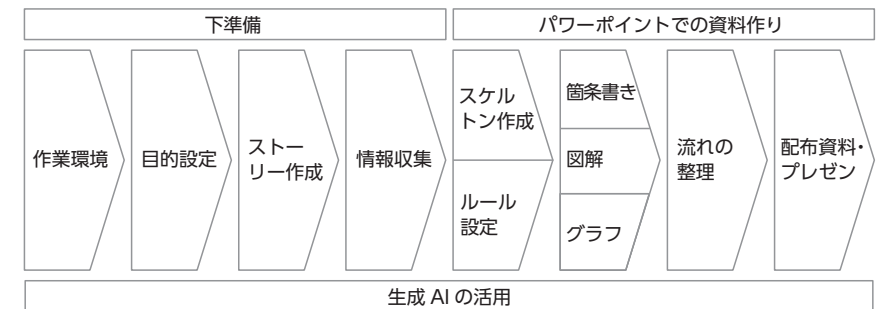 下準備
パワーポイントでの資料作り
作業環境
目的設定
ストー
リー作成
情報収集
スケル
トン作成
ルール
設定
箇条書き
図解
グラフ
流れの
整理
配布資料・
プレゼン
生成 AI の活用